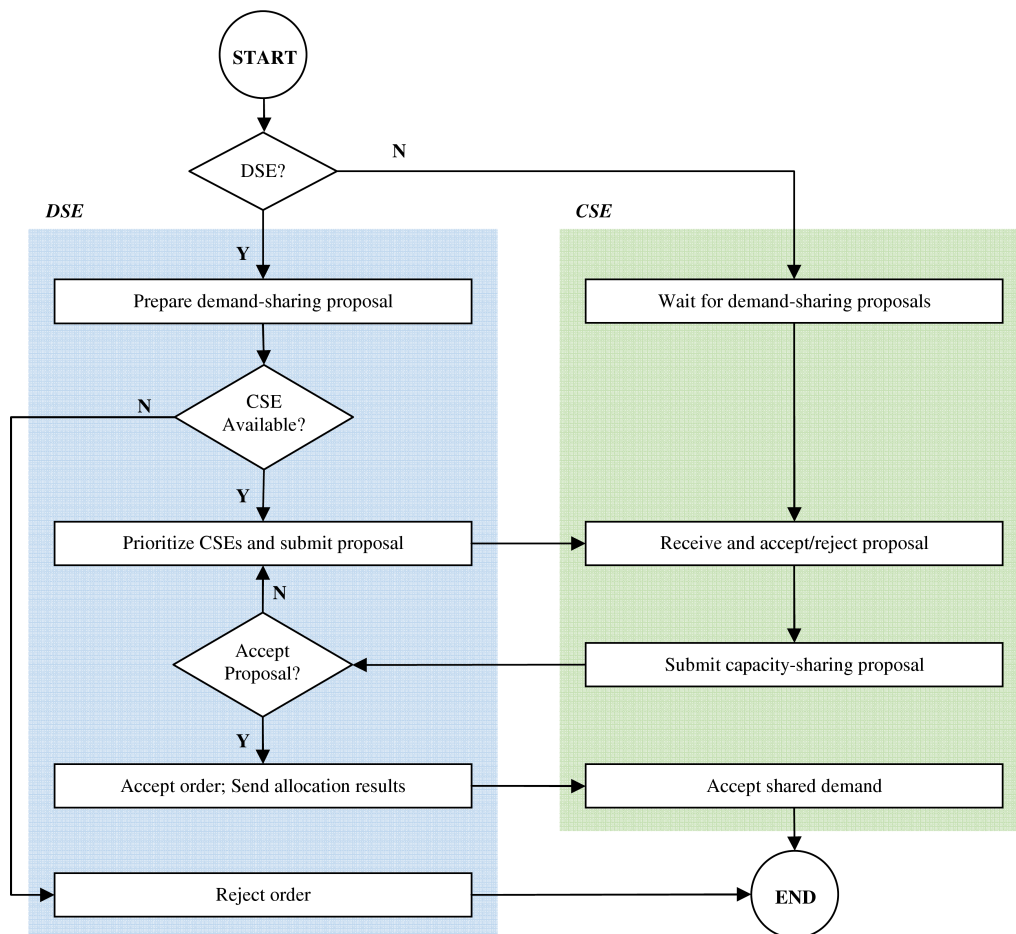 START
DSE?
N
DSE
CSE
Y
Prepare demand-sharing proposal
Wait for demand-sharing proposals
N
CSE
Available?
Y
Prioritize CSEs and submit proposal
Receive and accept/reject proposal
N
Accept
Proposal?
Submit capacity-sharing proposal
Y
Accept order; Send allocation results
Accept shared demand
Reject order
END